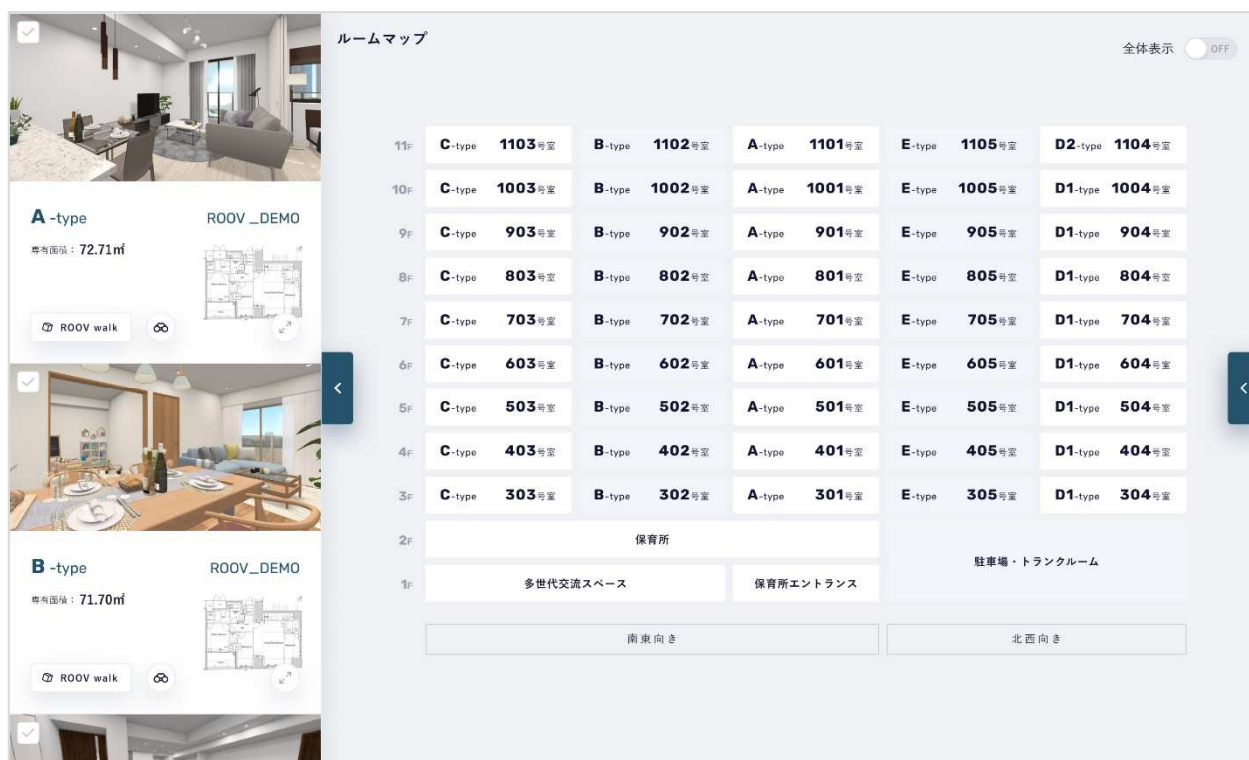 ルームマップ
全体表示 OFF
A -type ROOV _DEMO
専有面積：72.71㎡
ROOV walk
B -type ROOV_DEMO
専有面積：71.70㎡
ROOV walk
11F C-type 1103号室 B-type 1102号室 A-type 1101号室 E-type 1105号室 D2-type 1104号室
10F C-type 1003号室 B-type 1002号室 A-type 1001号室 E-type 1005号室 D1-type 1004号室
9F C-type 903号室 B-type 902号室 A-type 901号室 E-type 905号室 D1-type 904号室
8F C-type 803号室 B-type 802号室 A-type 801号室 E-type 805号室 D1-type 804号室
7F C-type 703号室 B-type 702号室 A-type 701号室 E-type 705号室 D1-type 704号室
6F C-type 603号室 B-type 602号室 A-type 601号室 E-type 605号室 D1-type 604号室
5F C-type 503号室 B-type 502号室 A-type 501号室 E-type 505号室 D1-type 504号室
4F C-type 403号室 B-type 402号室 A-type 401号室 E-type 405号室 D1-type 404号室
3F C-type 303号室 B-type 302号室 A-type 301号室 E-type 305号室 D1-type 304号室
2F 保育所
駐車場・トランクルーム
1F 多世代交流スペース 保育所エントランス
南東向き 北西向き